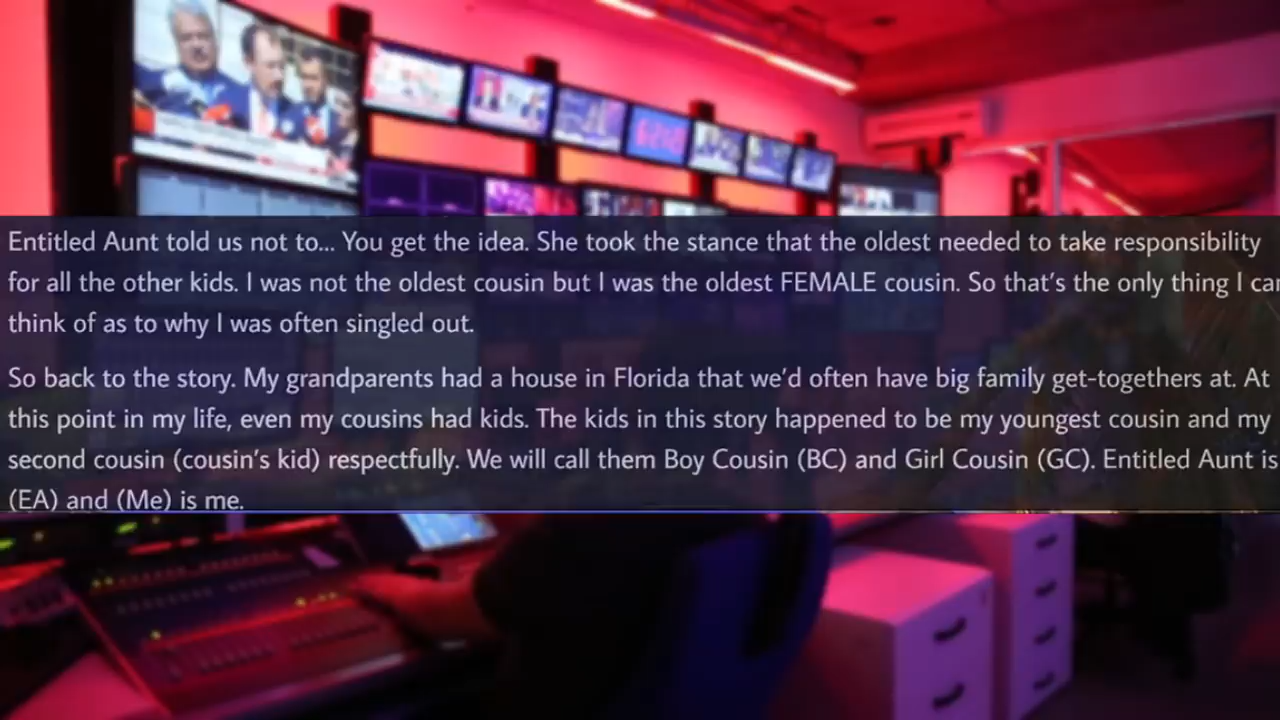 Entitled Aunt told us not to... You get the idea. She took the stance that the oldest needed to take responsibility
for all the other kids. I was not the oldest cousin but I was the oldest FEMALE cousin. So that's the only thing I can
think of as to why I was often singled out.
So back to the story. My grandparents had a house in Florida that we'd often have big family get-togethers at. At
this point in my life, even my cousins had kids. The kids in this story happened to be my youngest cousin and my
second cousin (cousin's kid) respectfully. We will call them Boy Cousin (BC) and Girl Cousin (GC). Entitled Aunt is
(EA) and (Me) is me.